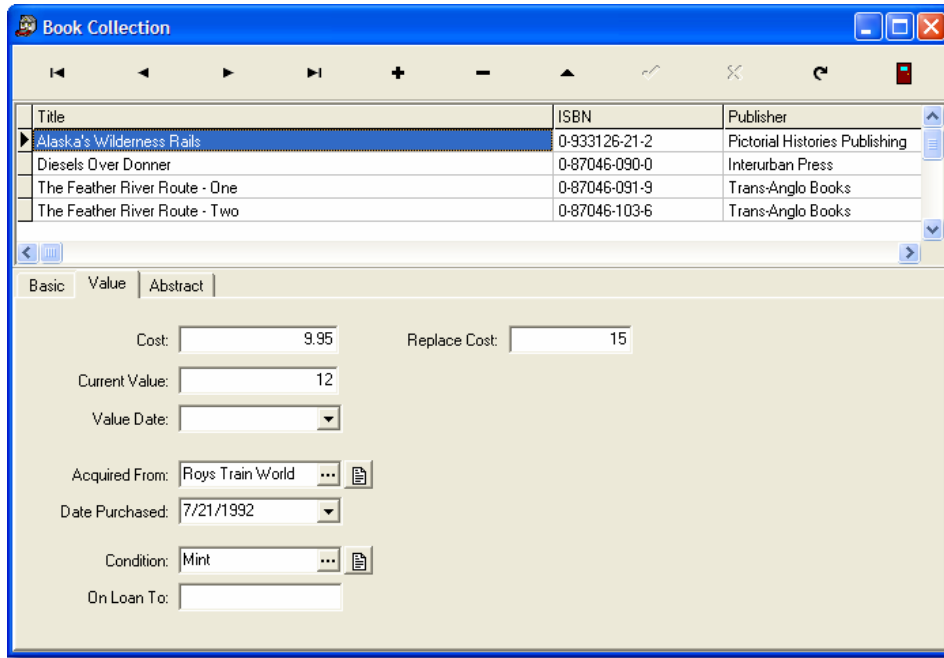 Book Collection
Title ISBN Publisher
Alaska's Wilderness Rails 0-933126-21-2 Pictorial Histories Publishing
Diesels Over Donner 0-87046-090-0 Interurban Press
The Feather River Route - One 0-87046-091-9 Trans-Anglo Books
The Feather River Route - Two 0-87046-103-6 Trans-Anglo Books
Basic Value Abstract
Cost: 9.95 Replace Cost: 15
Current Value: 12
Value Date:
Acquired From: Roys Train World ...
Date Purchased: 7/21/1992
Condition: Mint ...
On Loan To: